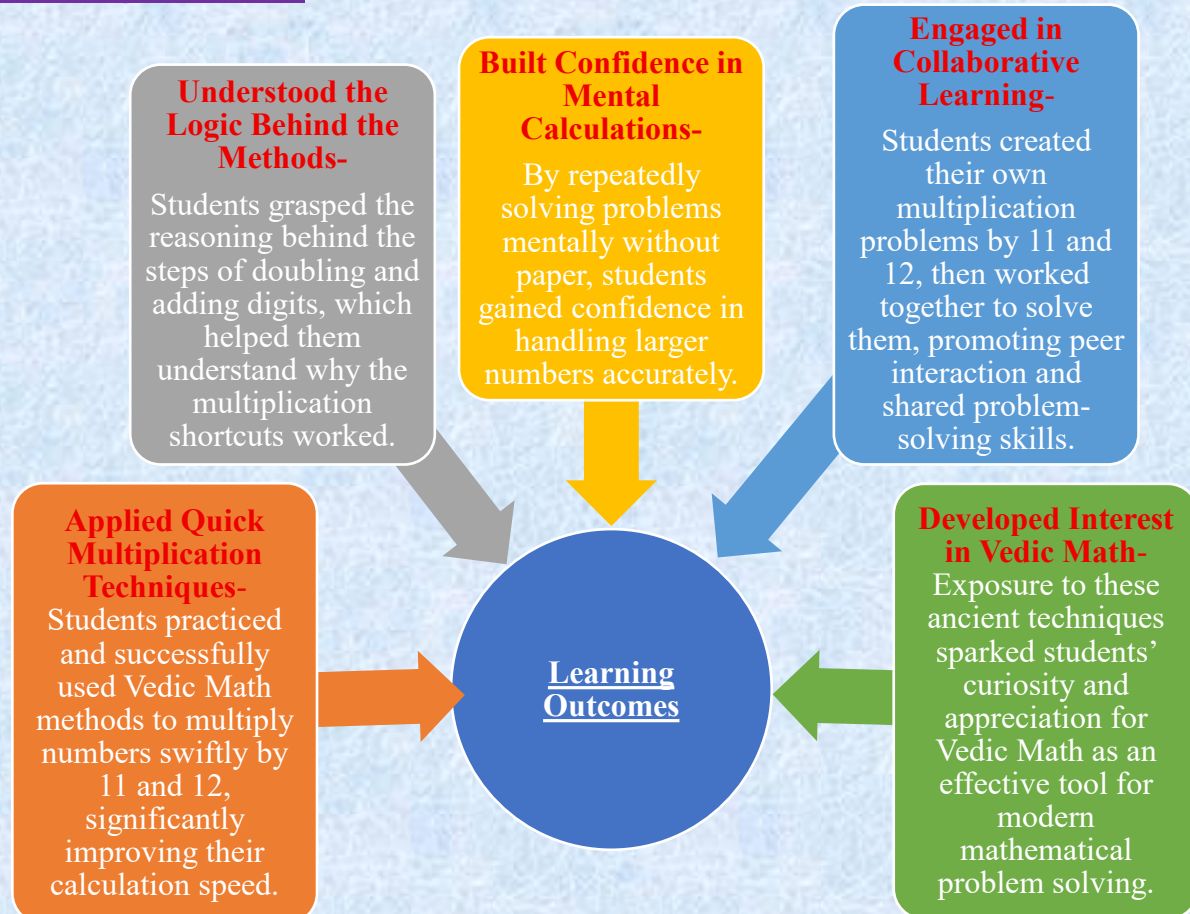 Applied Quick
Multiplication
Techniques-
Students practiced
and successfully
used Vedic Math
methods to multiply
numbers swiftly by
11 and 12,
significantly
improving their
calculation speed.
Understood the
Logic Behind the
Methods-
Students grasped the
reasoning behind the
steps of doubling and
adding digits, which
helped them
understand why the
multiplication
shortcuts worked.
Built Confidence in
Mental
Calculations-
By repeatedly
solving problems
mentally without
paper, students
gained confidence in
handling larger
numbers accurately.
Engaged in
Collaborative
Learning-
Students created
their own
multiplication
problems by 11 and
12, then worked
together to solve
them, promoting peer
interaction and
shared problem-
solving skills.
Developed Interest
in Vedic Math-
Exposure to these
ancient techniques
sparked students’
curiosity and
appreciation for
Vedic Math as an
effective tool for
modern
mathematical
problem solving.
Learning
Outcomes